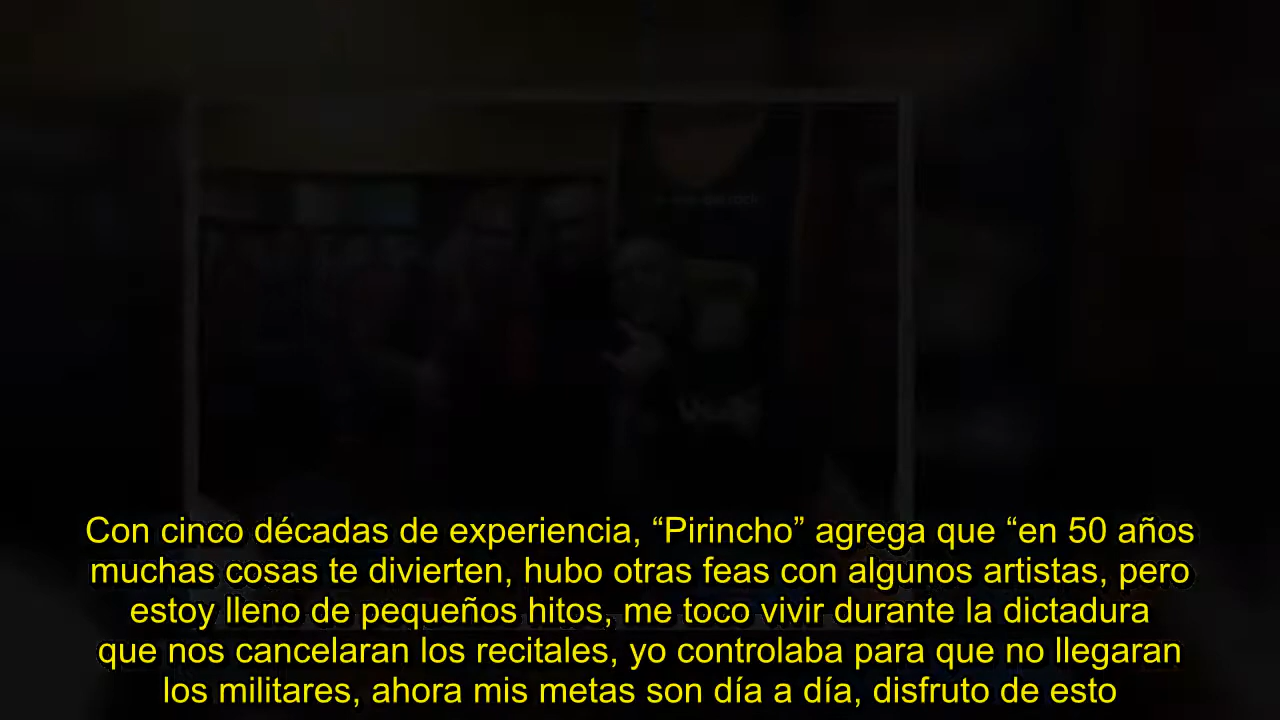 Con cinco décadas de experiencia, “Pirincho” agrega que “en 50 años
muchas cosas te divierten, hubo otras feas con algunos artistas, pero
estoy lleno de pequeños hitos, me toco vivir durante la dictadura
que nos cancelaran los recitales, yo controlaba para que no llegaran
los militares, ahora mis metas son día a día, disfruto de esto